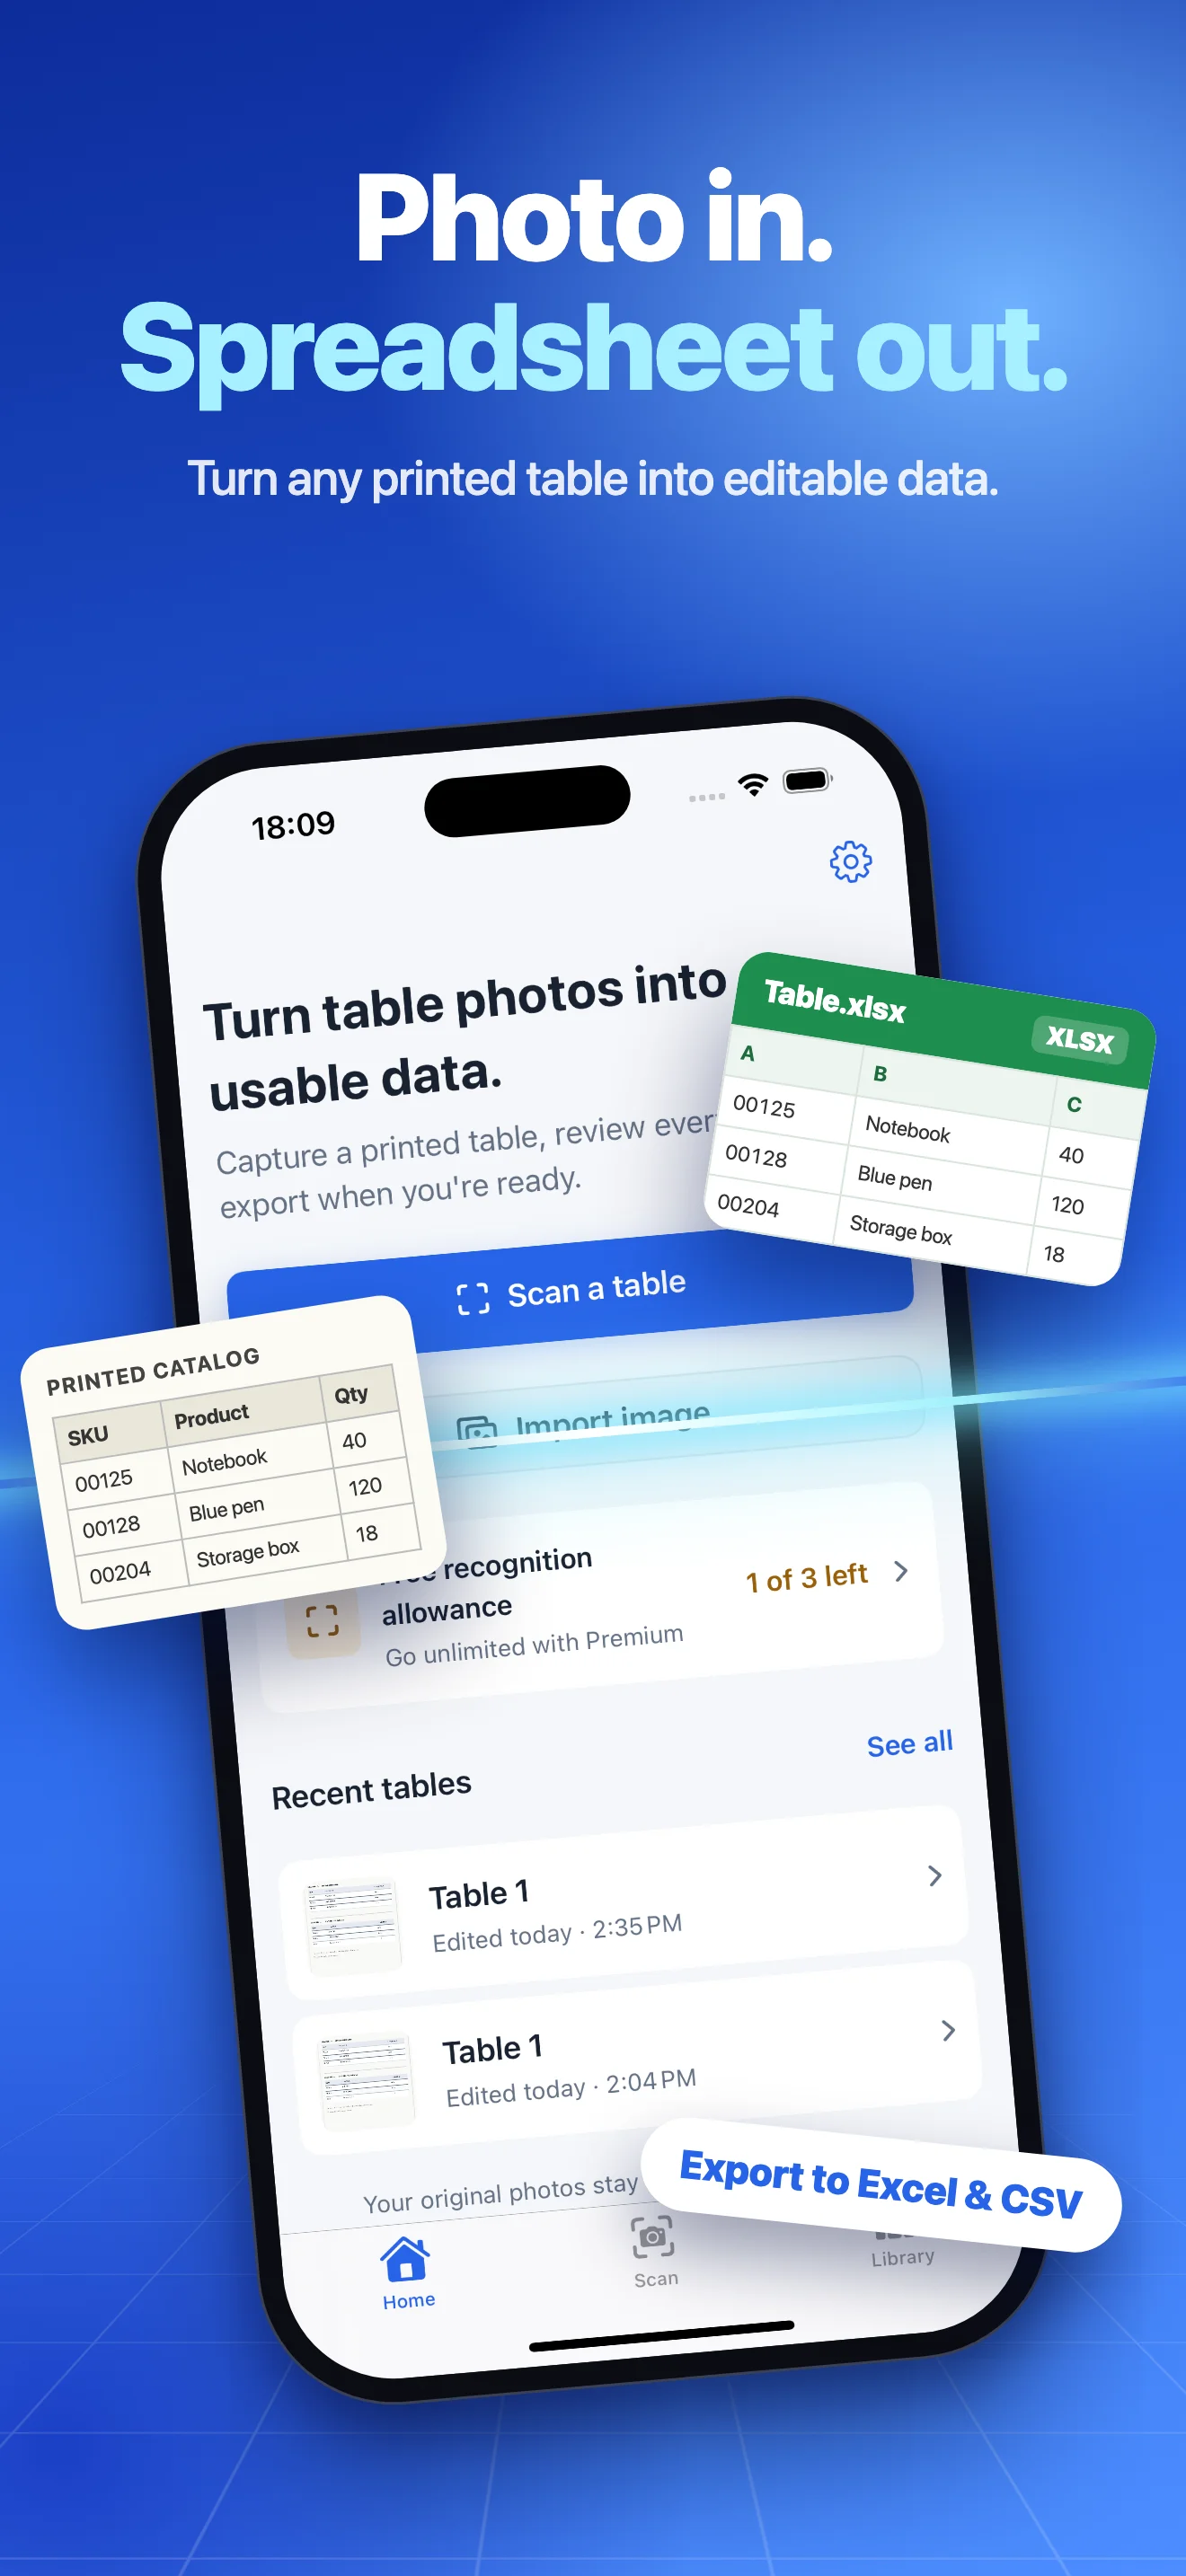 Photo in.
Spreadsheet out.
Turn any printed table into editable data.
18:09
Turn table photos into
usable data.
Capture a printed table, review
export when you're ready.
Table.xlsx
XLSX
A B C
00125 Notebook 40
00128 Blue pen 120
00204 Storage box 18
Scan a table
Import image
PRINTED CATALOG
SKU Product Qty
00125 Notebook 40
00128 Blue pen 120
00204 Storage box 18
recognition
allowance
Go unlimited with Premium
1 of 3 left
Recent tables
See all
Table 1
Edited today · 2:35 PM
Table 1
Edited today · 2:04 PM
Your original photos stay
Export to Excel & CSV
Home
Scan
Library